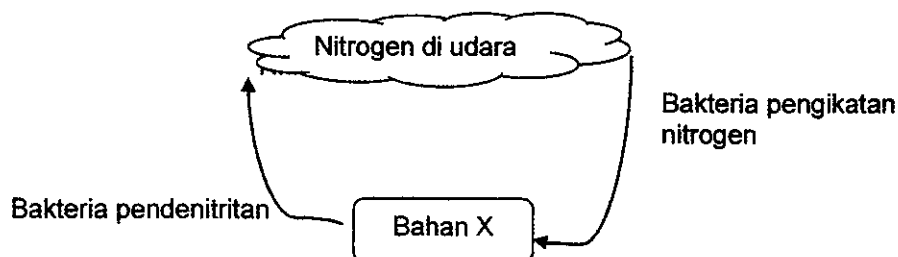 Nitrogen di udara
Bakteria pengikatan
nitrogen
Bakteria pendenitritan
Bahan X